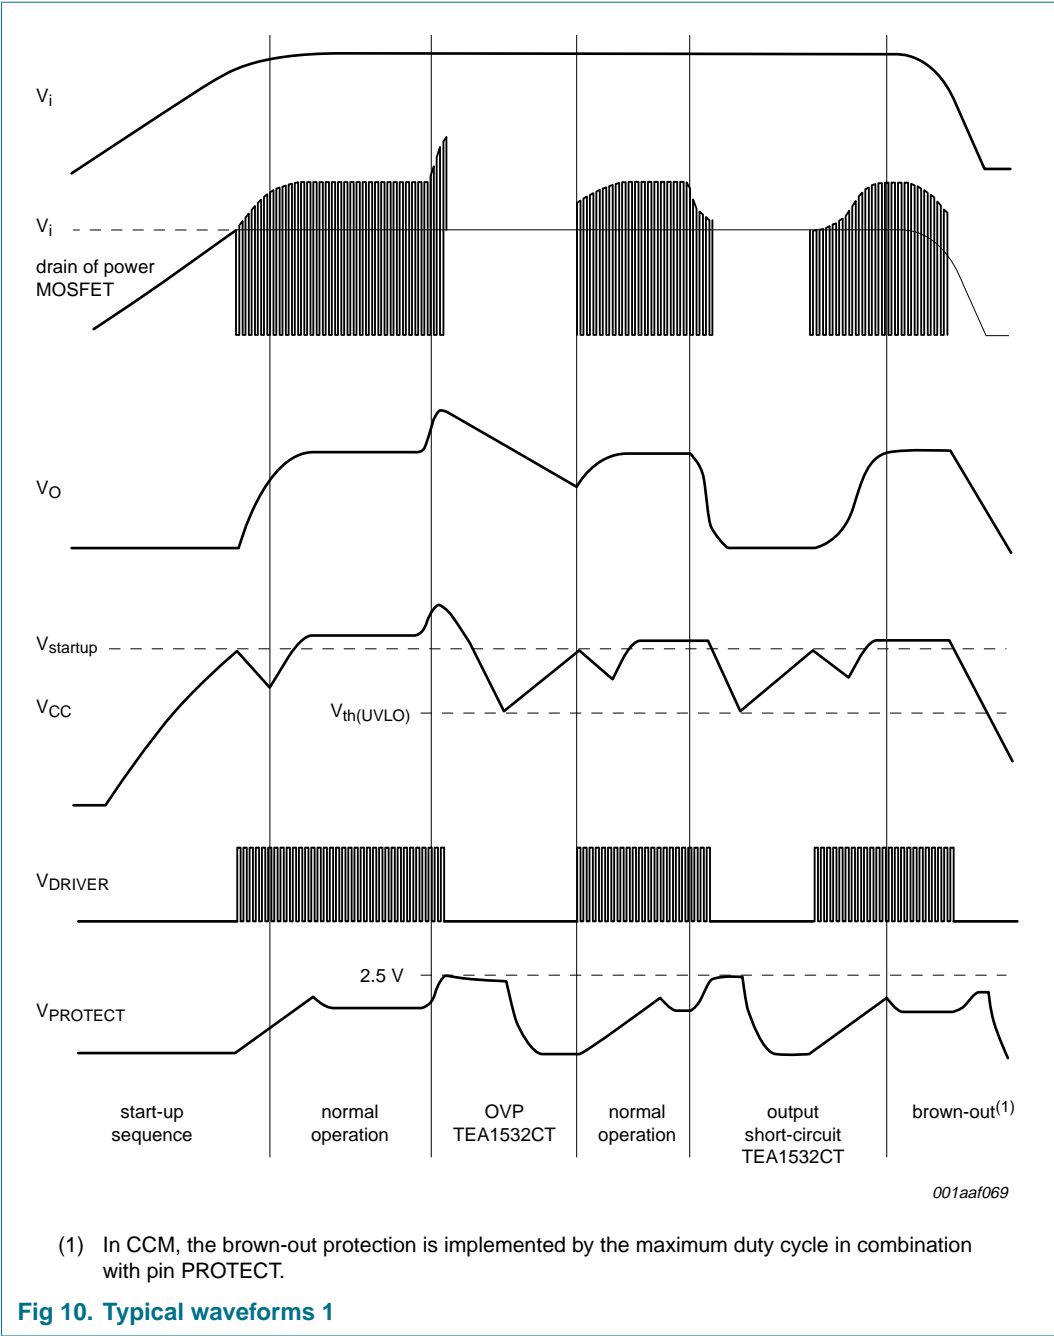 Vi
Vi
drain of power
MOSFET
VO
Vstartup
VCC
Vth(UVLO)
VDRIVER
2.5 V
VPROTECT
start-up
sequence
normal
operation
OVP
TEA1532CT
normal
operation
output
short-circuit
TEA1532CT
brown-out(1)
001aaf069
(1) In CCM, the brown-out protection is implemented by the maximum duty cycle in combination
with pin PROTECT.
Fig 10. Typical waveforms 1